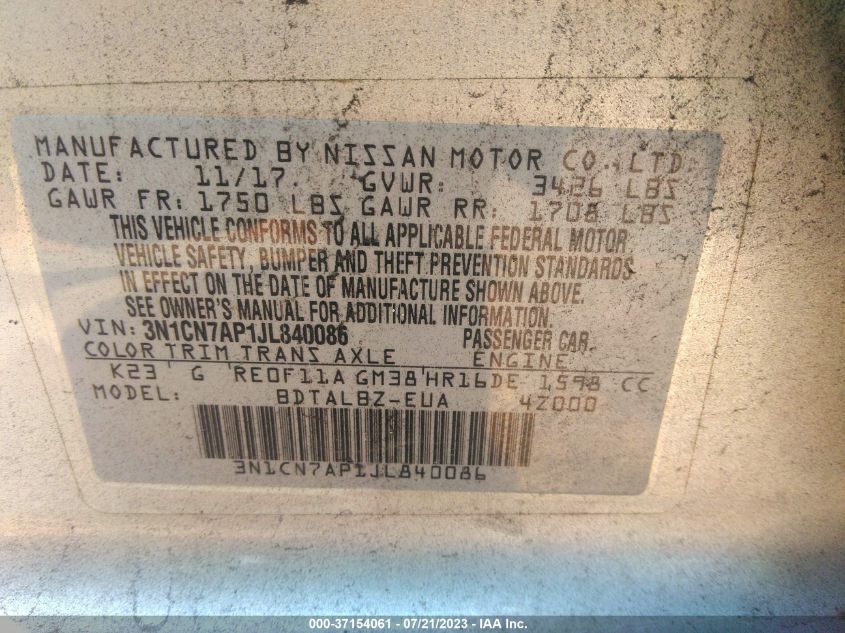 MANUFACTURED BY NISSAN MOTOR CO., LTD.
DATE: 11/17 GVWR: 3426 LBS
GAWR FR: 1750 LBS GAWR RR: 1708 LBS
THIS VEHICLE CONFORMS TO ALL APPLICABLE FEDERAL MOTOR
VEHICLE SAFETY, BUMPER AND THEFT PREVENTION STANDARDS
IN EFFECT ON THE DATE OF MANUFACTURE SHOWN ABOVE.
SEE OWNER'S MANUAL FOR ADDITIONAL INFORMATION.
VIN: 3N1CN7AP1JL840086 PASSENGER CAR
COLOR TRIM TRANS AXLE ENGINE
K23 G RE0F11A GM38 HR16DE 1,598 CC
MODEL: BDTALBZ-EUA 4Z000
3N1CN7AP1JL840086
000-37154061 - 07/21/2023 - IAA Inc.